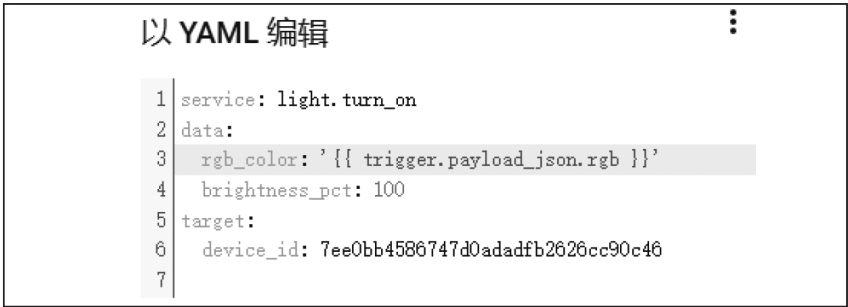 以 YAML 编辑
1 service: light.turn_on
2 data:
3   rgb_color: '{{ trigger.payload_json.rgb }}'
4   brightness_pct: 100
5 target:
6   device_id: 7ee0bb4586747d0adadfb2626cc90c46
7